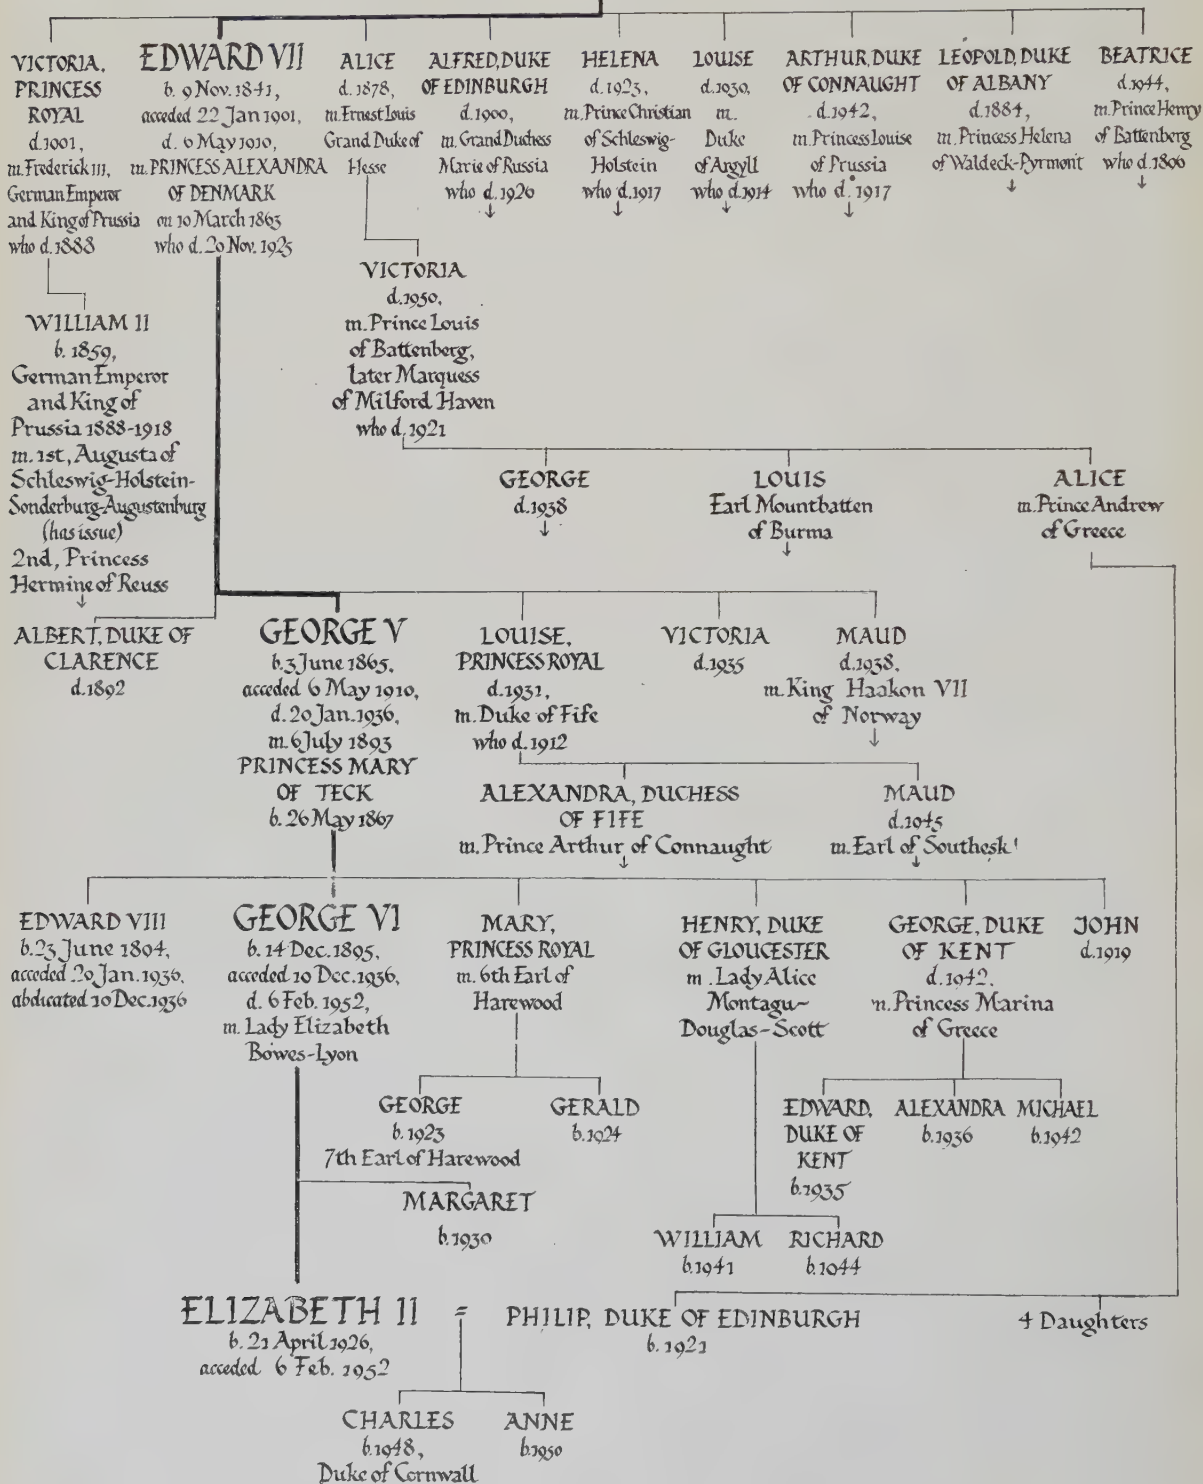 VICTORIA,
PRINCESS
ROYAL
d.1901,
m. Frederick III,
German Emperor
and King of Prussia
who d.1888
EDWARD VII
b. 9 Nov. 1841,
acceded 22 Jan 1901,
d. 6 May 1910,
m. PRINCESS ALEXANDRA
OF DENMARK
on 10 March 1863
who d. 20 Nov. 1925
ALICE
d. 1878,
m. Ernest Louis
Grand Duke of
Hesse
ALFRED, DUKE
OF EDINBURGH
d. 1900,
m. Grand Duchess
Marie of Russia
who d. 1920
HELENA
d. 1923,
m. Prince Christian
of Schleswig-
Holstein
who d. 1917
LOUISE
d. 1939,
m.
Duke
of Argyll
who d. 1914
ARTHUR, DUKE
OF CONNAUGHT
d. 1942,
m. Princess Louise
of Prussia
who d. 1917
LEOPOLD, DUKE
OF ALBANY
d. 1884,
m. Princess Helena
of Waldeck-Pyrmont
BEATRICE
d. 1944,
m. Prince Henry
of Battenberg
who d. 1896
WILLIAM II
b. 1859,
German Emperor
and King of
Prussia 1888-1918
m. 1st, Augusta of
Schleswig-Holstein-
Sonderburg-Augustenburg
(has issue)
2nd, Princess
Hermine of Reuss
VICTORIA
d. 1950,
m. Prince Louis
of Battenberg,
later Marquess
of Milford Haven
who d. 1921
GEORGE
d. 1938
LOUIS
Earl Mountbatten
of Burma
ALICE
m. Prince Andrew
of Greece
ALBERT, DUKE OF
CLARENCE
d. 1892
GEORGE V
b. 3 June 1865,
acceded 6 May 1910,
d. 20 Jan. 1936,
m. 6 July 1893
PRINCESS MARY
OF TECK
b. 26 May 1867
LOUISE,
PRINCESS ROYAL
d. 1931,
m. Duke of Fife
who d. 1912
VICTORIA
d. 1935
MAUD
d. 1938,
m. King Haakon VII
of Norway
ALEXANDRA, DUCHESS
OF FIFE
m. Prince Arthur of Connaught
MAUD
d. 1945
m. Earl of Southesk
EDWARD VIII
b. 23 June 1894,
acceded 20 Jan. 1936,
abdicated 10 Dec. 1936
GEORGE VI
b. 14 Dec. 1895,
acceded 10 Dec. 1936,
d. 6 Feb. 1952,
m. Lady Elizabeth
Bowes-Lyon
MARY,
PRINCESS ROYAL
m. 6th Earl of
Harewood
HENRY, DUKE
OF GLOUCESTER
m. Lady Alice
Montagu-
Douglas-Scott
GEORGE, DUKE
OF KENT
d. 1942,
m. Princess Marina
of Greece
JOHN
d. 1919
GEORGE
b. 1923
7th Earl of Harewood
GERALD
b. 1924
EDWARD,
DUKE OF
KENT
b. 1935
ALEXANDRA
b. 1936
MICHAEL
b. 1942
MARGARET
b. 1930
WILLIAM
b. 1941
RICHARD
b. 1944
ELIZABETH II
b. 21 April 1926,
acceded 6 Feb. 1952
=
PHILIP, DUKE OF EDINBURGH
b. 1921
4 Daughters
CHARLES
b. 1948,
Duke of Cornwall
ANNE
b. 1950